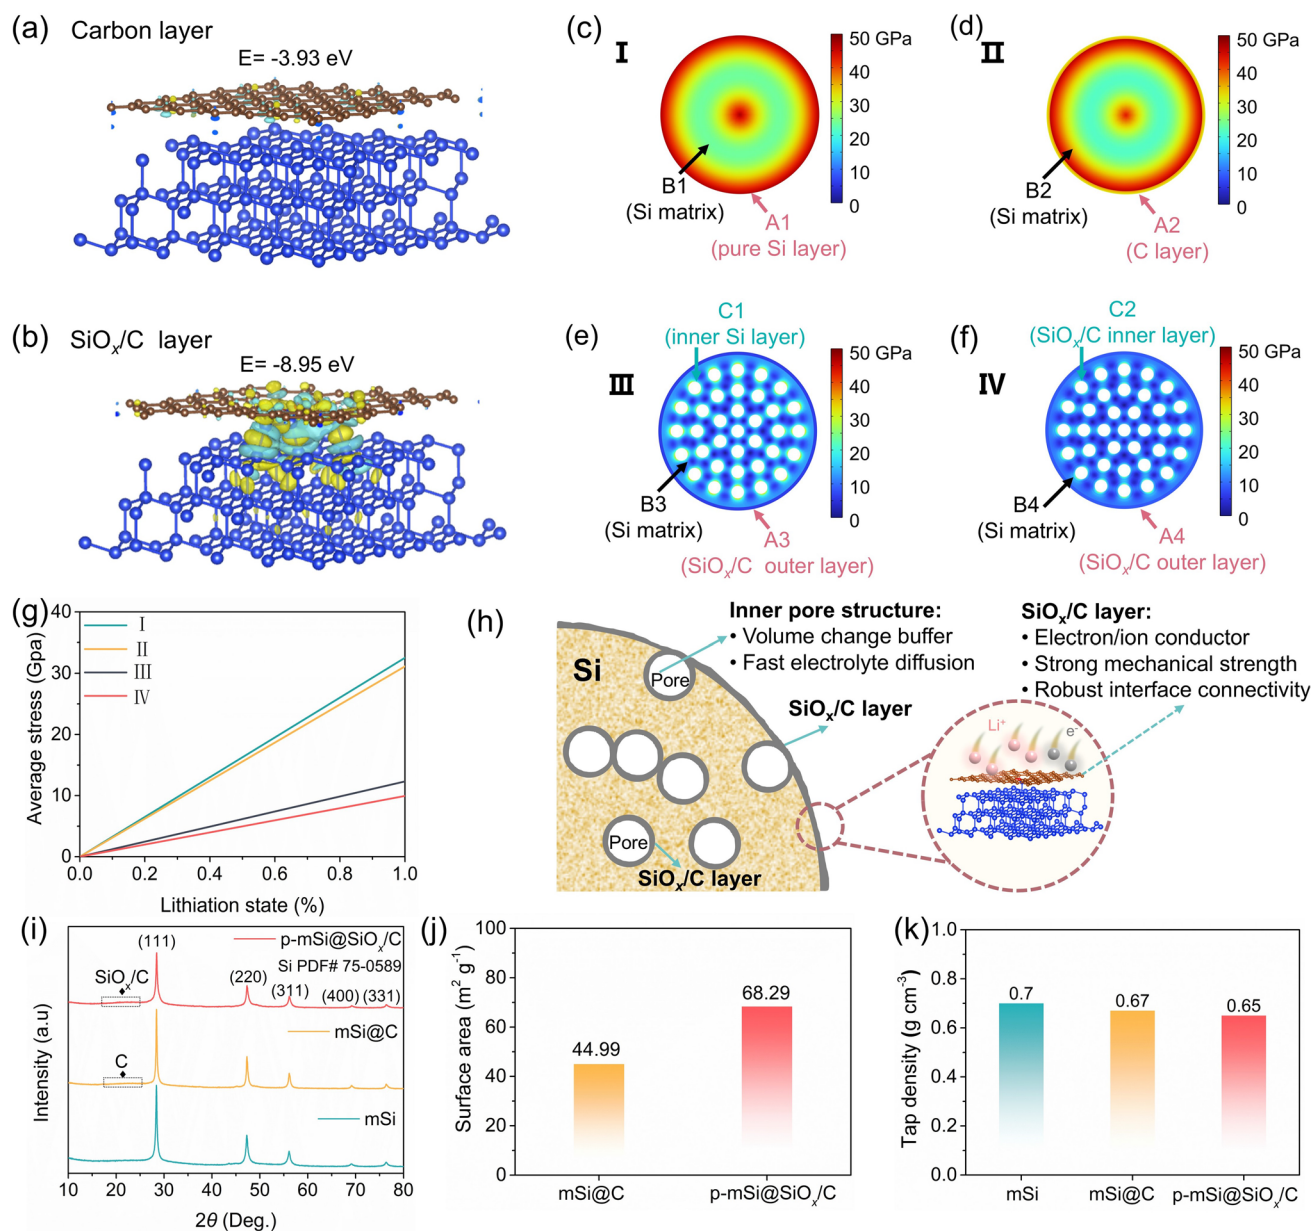 (a) Carbon layer
E= -3.93 eV
(b) SiOₓ/C layer
E= -8.95 eV
(c)
Ⅰ
50 GPa
40
30
20
10
0
B1
(Si matrix)
A1
(pure Si layer)
(d)
Ⅱ
50 GPa
40
30
20
10
0
B2
(Si matrix)
A2
(C layer)
(e)
C1
(inner Si layer)
Ⅲ
50 GPa
40
30
20
10
0
B3
(Si matrix)
A3
(SiOₓ/C outer layer)
(f)
C2
(SiOₓ/C inner layer)
Ⅳ
50 GPa
40
30
20
10
0
B4
(Si matrix)
A4
(SiOₓ/C outer layer)
(g)
Average stress (Gpa)
40
30
20
10
0
Ⅰ
Ⅱ
Ⅲ
Ⅳ
0.0 0.2 0.4 0.6 0.8 1.0
Lithiation state (%)
(h)
Inner pore structure:
• Volume change buffer
• Fast electrolyte diffusion
SiOₓ/C layer:
• Electron/ion conductor
• Strong mechanical strength
• Robust interface connectivity
Si
Pore
SiOₓ/C layer
Pore
SiOₓ/C layer
Li⁺
e⁻
(i)
Intensity (a.u)
(111)
p-mSi@SiOₓ/C
Si PDF# 75-0589
SiOₓ/C
(220)
(311)
(400)
(331)
mSi@C
C
mSi
10 20 30 40 50 60 70 80
2θ (Deg.)
(j)
Surface area (m² g⁻¹)
100
80
60
40
20
0
44.99
68.29
mSi@C p-mSi@SiOₓ/C
(k)
Tap density (g cm⁻³)
1.0
0.8
0.6
0.4
0.2
0.0
0.7
0.67
0.65
mSi mSi@C p-mSi@SiOₓ/C